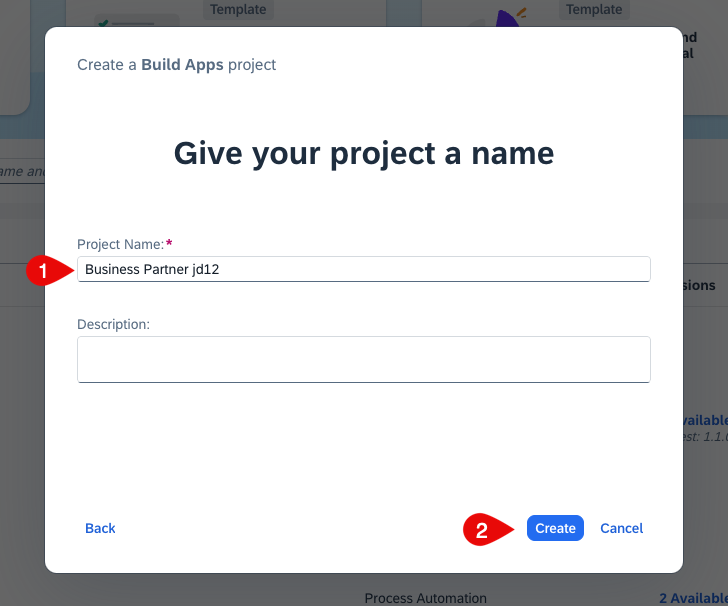 Template
Template
nd
al
Create a Build Apps project
Give your project a name
ame and
Project Name:*
1
Business Partner jd12
sions
Description:
vailable
est: 1.1.0
Back
2
Create
Cancel
Process Automation
2 Available